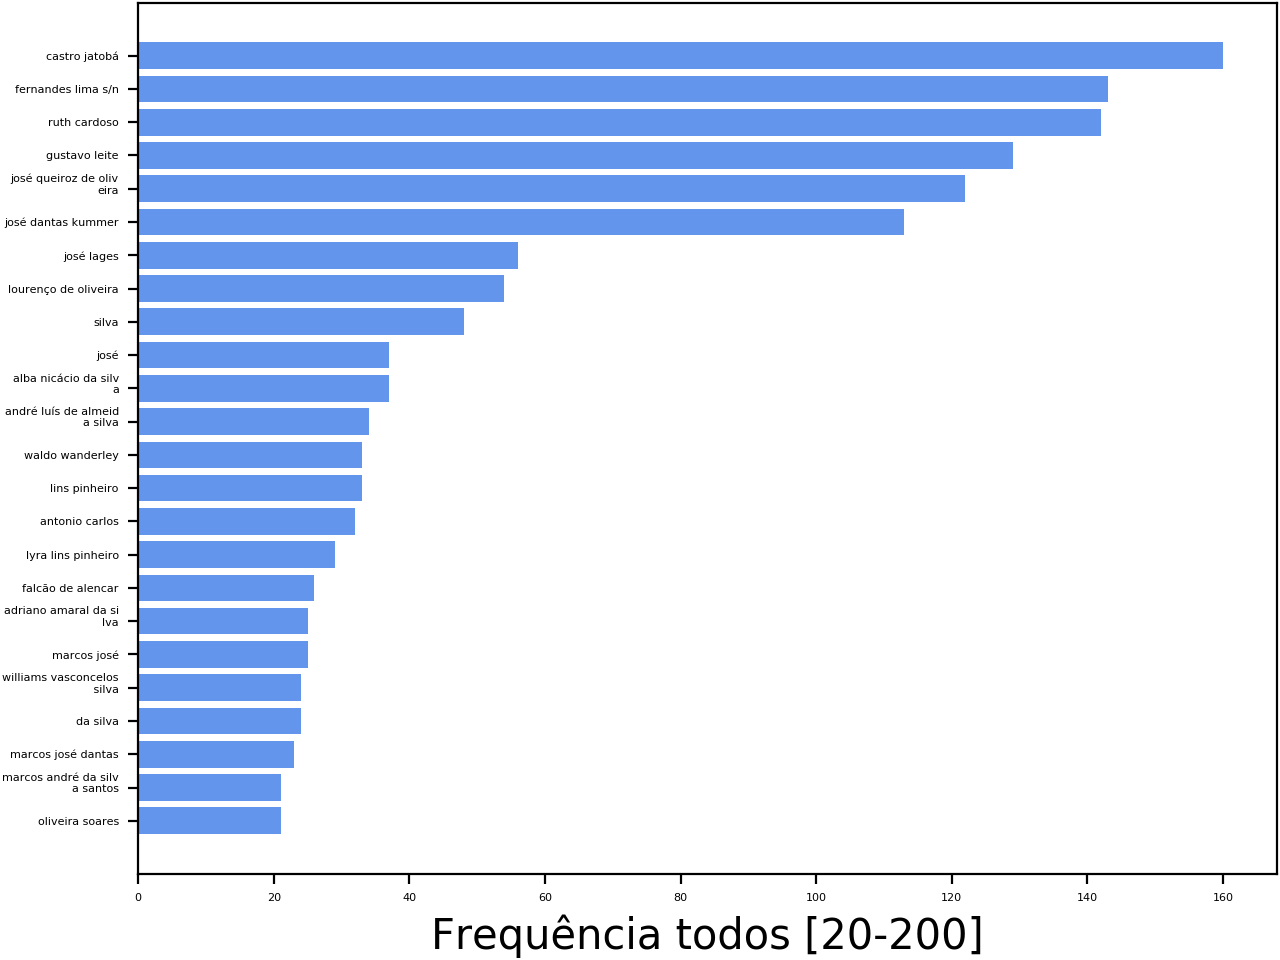 castro jatobá
fernandes lima s/n
ruth cardoso
gustavo leite
josé queiroz de oliv
eira
josé dantas kummer
josé lages
lourenço de oliveira
silva
josé
alba nicácio da silv
a
andré luís de almeid
a silva
waldo wanderley
lins pinheiro
antonio carlos
lyra lins pinheiro
falcão de alencar
adriano amaral da si
lva
marcos josé
williams vasconcelos
silva
da silva
marcos josé dantas
marcos andré da silv
a santos
oliveira soares
0 20 40 60 80 100 120 140 160
Frequência todos [20-200]